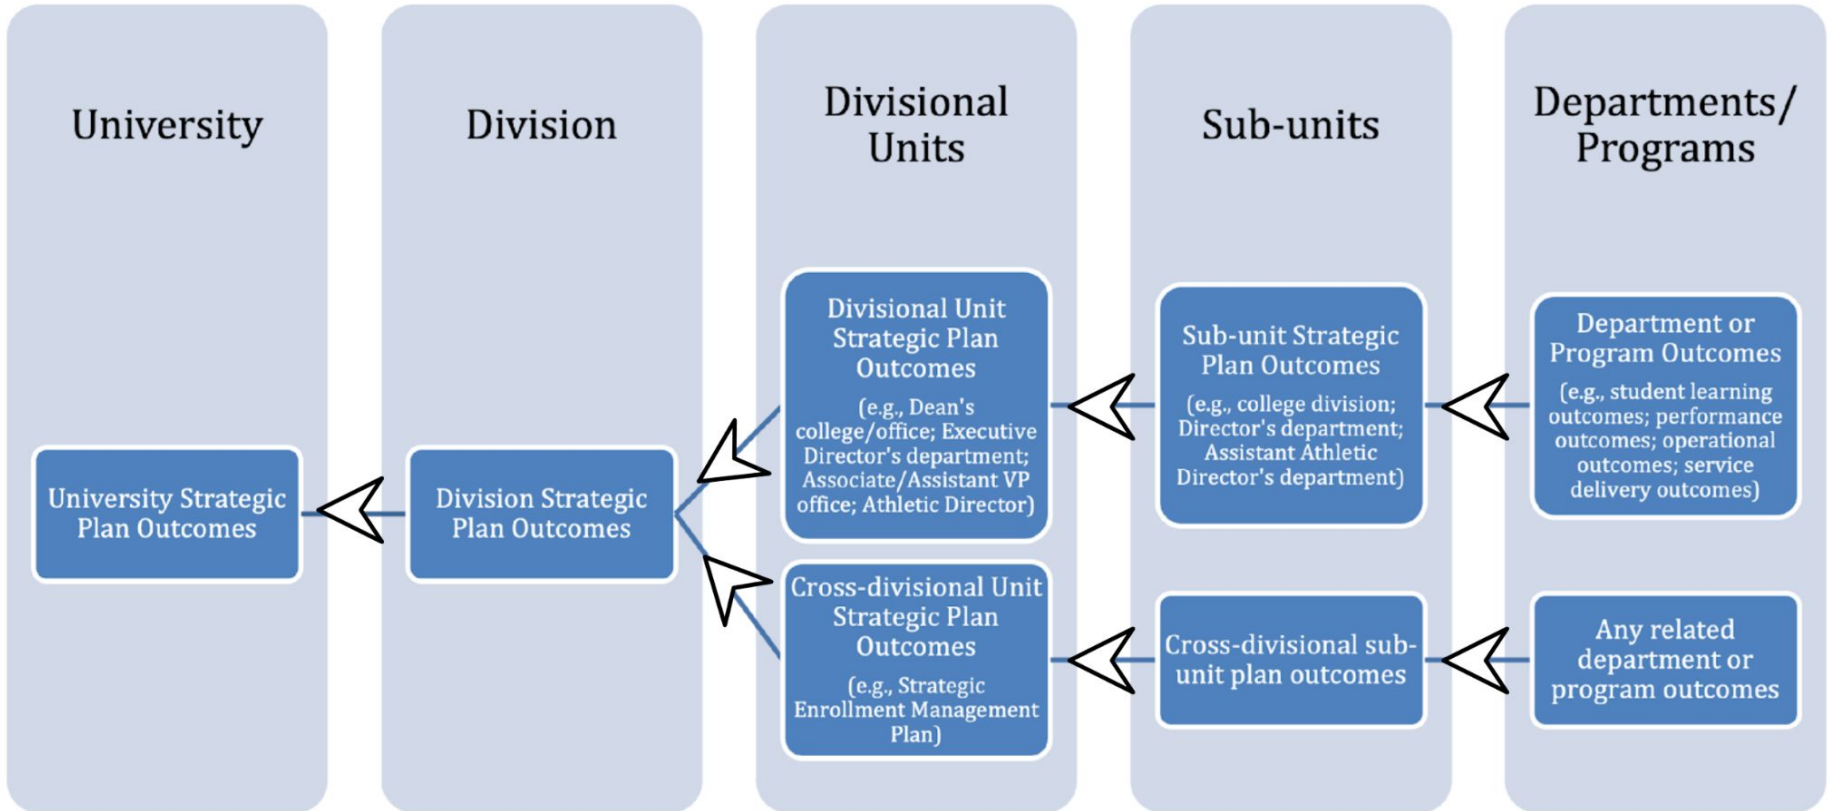 University
Division
Divisional
Units
Sub-units
Departments/
Programs
University Strategic
Plan Outcomes
Division Strategic
Plan Outcomes
Divisional Unit
Strategic Plan
Outcomes
(e.g., Dean's
college/office; Executive
Director's department;
Associate/Assistant VP
office; Athletic Director)
Cross-divisional Unit
Strategic Plan
Outcomes
(e.g., Strategic
Enrollment Management
Plan)
Sub-unit Strategic
Plan Outcomes
(e.g., college division;
Director's department;
Assistant Athletic
Director's department)
Cross-divisional sub-
unit plan outcomes
Department or
Program Outcomes
(e.g., student learning
outcomes; performance
outcomes; operational
outcomes; service
delivery outcomes)
Any related
department or
program outcomes